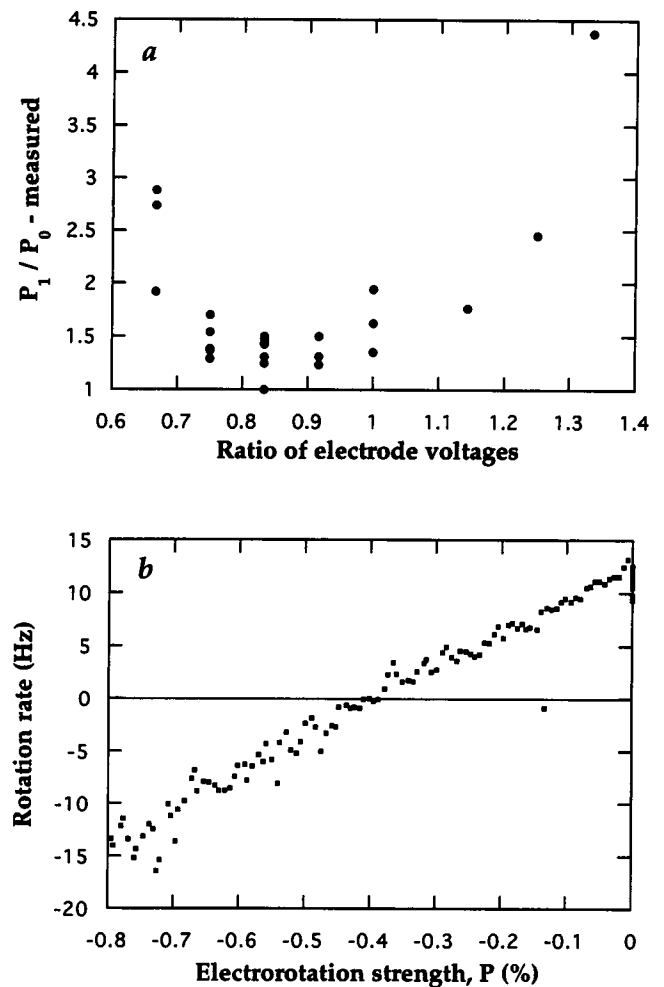 4.5
a
4
3.5
3
2.5
2
1.5
1
P1 / P0 - measured
0.6 0.7 0.8 0.9 1 1.1 1.2 1.3 1.4
Ratio of electrode voltages
15
b
10
5
0
-5
-10
-15
-20
Rotation rate (Hz)
-0.8 -0.7 -0.6 -0.5 -0.4 -0.3 -0.2 -0.1 0
Electrorotation strength, P (%)